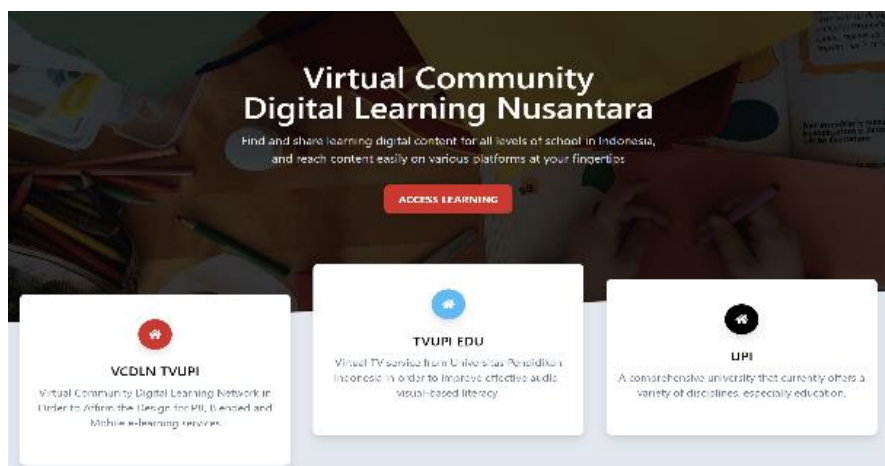 Virtual Community
Digital Learning Nusantara
Find and share learning digital content for all levels of school in Indonesia,
and reach content easily on various platforms at your fingertips
ACCESS LEARNING
VCDLN TVUPI
Virtual Community Digital Learning Network in
Order to Affirm the Design for PJJ, Blended and
Mobile e-learning services
TVUPI EDU
Virtual TV service from Universitas Pendidikan
Indonesia in order to improve effective audio-
visual-based literacy
UPI
A comprehensive university that currently offers a
variety of disciplines, especially education.